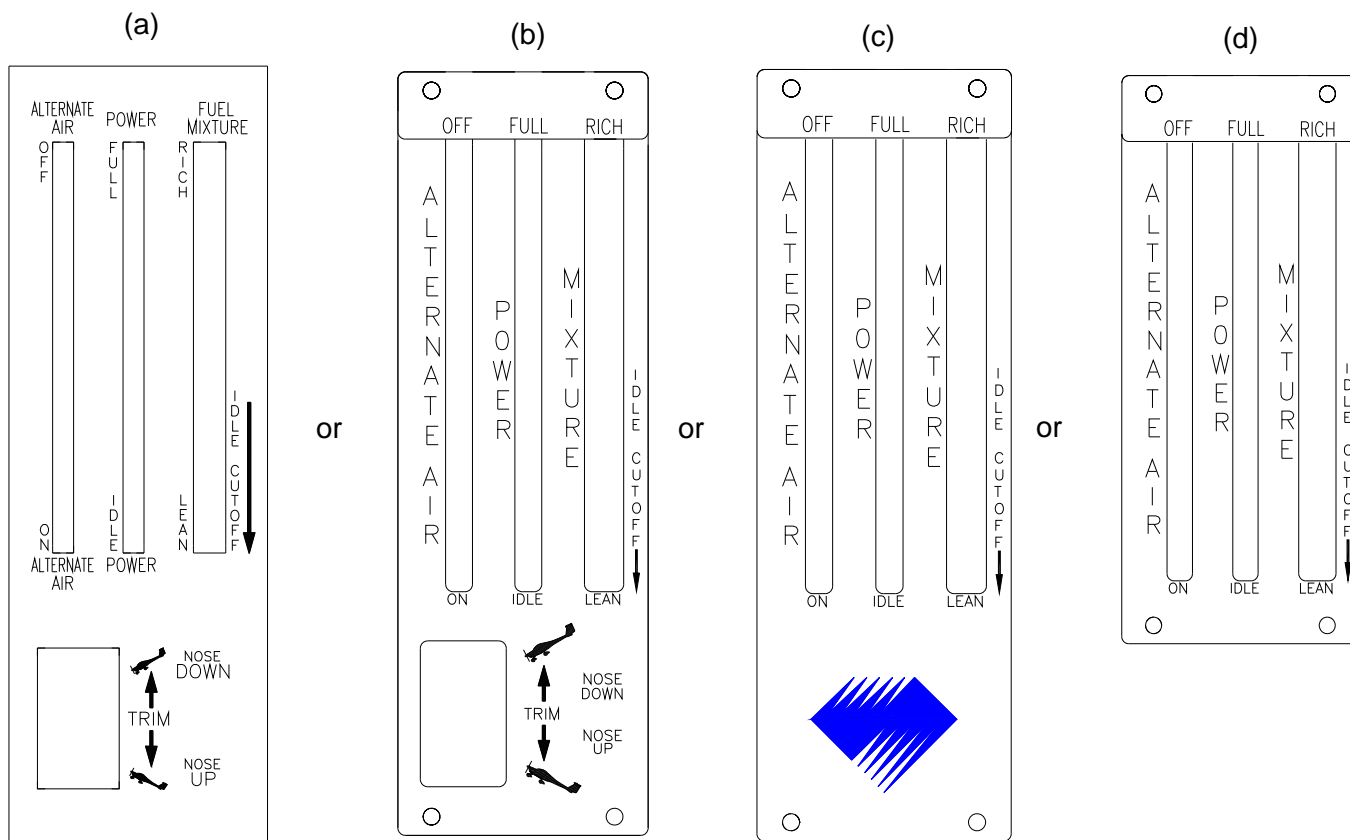 (a)
ALTERNATE AIR
POWER
FUEL MIXTURE
OFF
FULL
RICH
ON
IDLE
LEAN
IDLE CUTOFF
ALTERNATE AIR
POWER
NOSE DOWN
TRIM
NOSE UP
or
(b)
OFF FULL RICH
ALTERNATE AIR
POWER
MIXTURE
IDLE CUTOFF
ON IDLE LEAN
NOSE DOWN
TRIM
NOSE UP
or
(c)
OFF FULL RICH
ALTERNATE AIR
POWER
MIXTURE
IDLE CUTOFF
ON IDLE LEAN
or
(d)
OFF FULL RICH
ALTERNATE AIR
POWER
MIXTURE
IDLE CUTOFF
ON IDLE LEAN